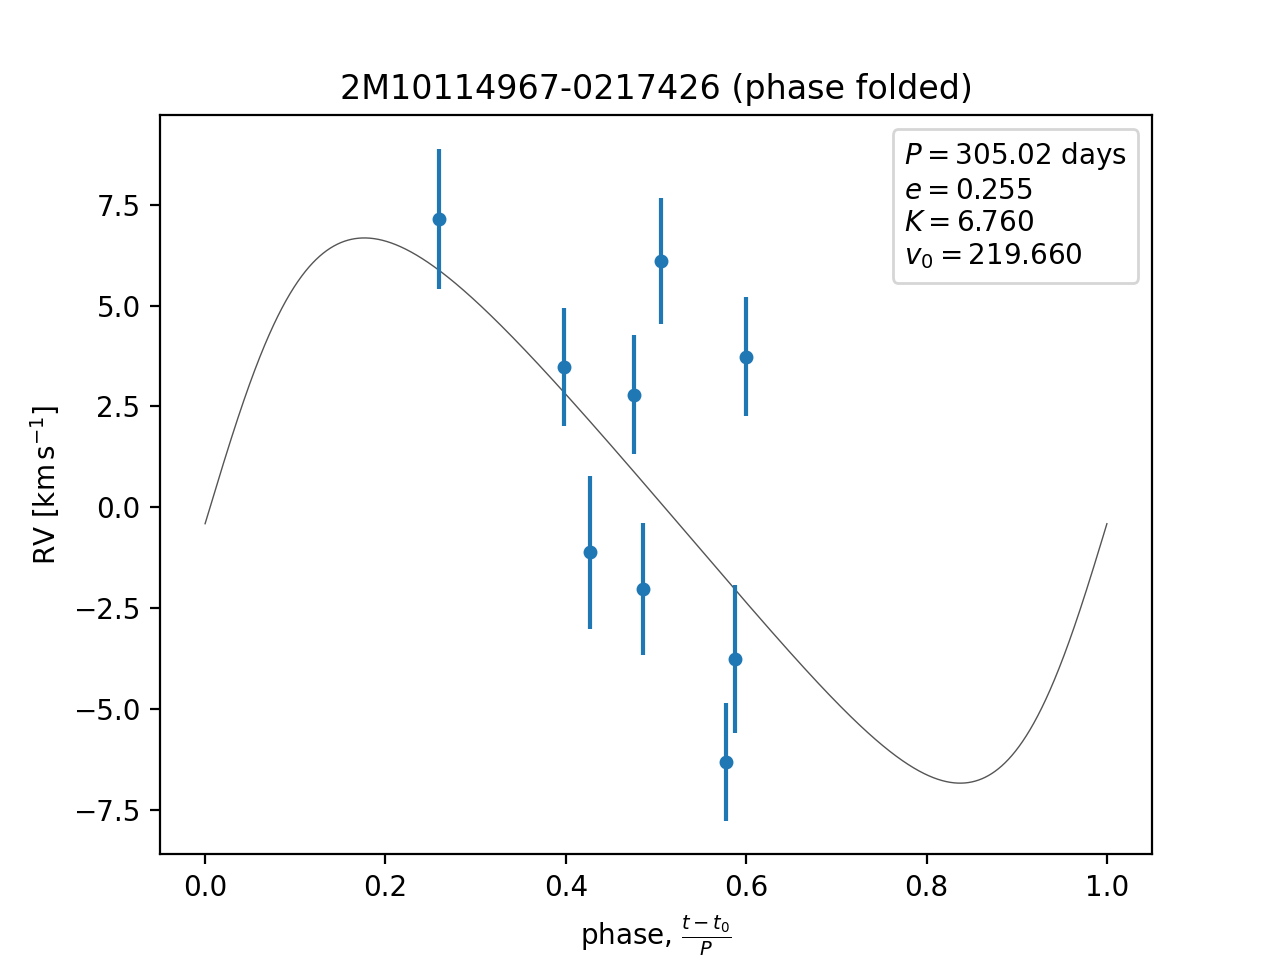 2M10114967-0217426 (phase folded)
P = 305.02 days
e = 0.255
K = 6.760
v₀ = 219.660
RV [km s⁻¹]
7.5
5.0
2.5
0.0
−2.5
−5.0
−7.5
0.0 0.2 0.4 0.6 0.8 1.0
phase, (t − t₀)/P